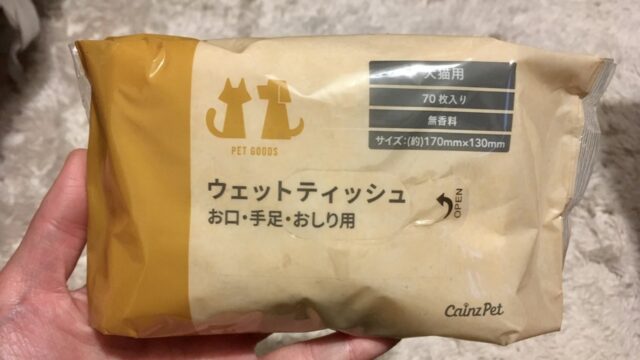 犬猫用
70枚入り
無香料
サイズ:(約)170mm×130mm
PET GOODS
ウェットティッシュ
お口・手足・おしり用
OPEN
CainzPet